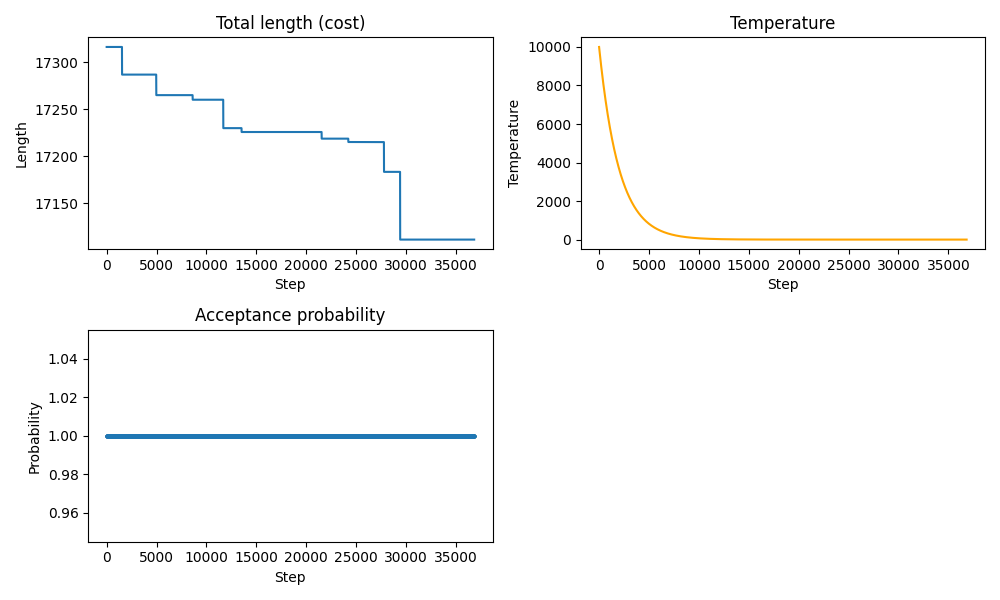 Total length (cost)
Length
17300
17250
17200
17150
0 5000 10000 15000 20000 25000 30000 35000
Step
Temperature
Temperature
10000
8000
6000
4000
2000
0
0 5000 10000 15000 20000 25000 30000 35000
Step
Acceptance probability
Probability
1.04
1.02
1.00
0.98
0.96
0 5000 10000 15000 20000 25000 30000 35000
Step